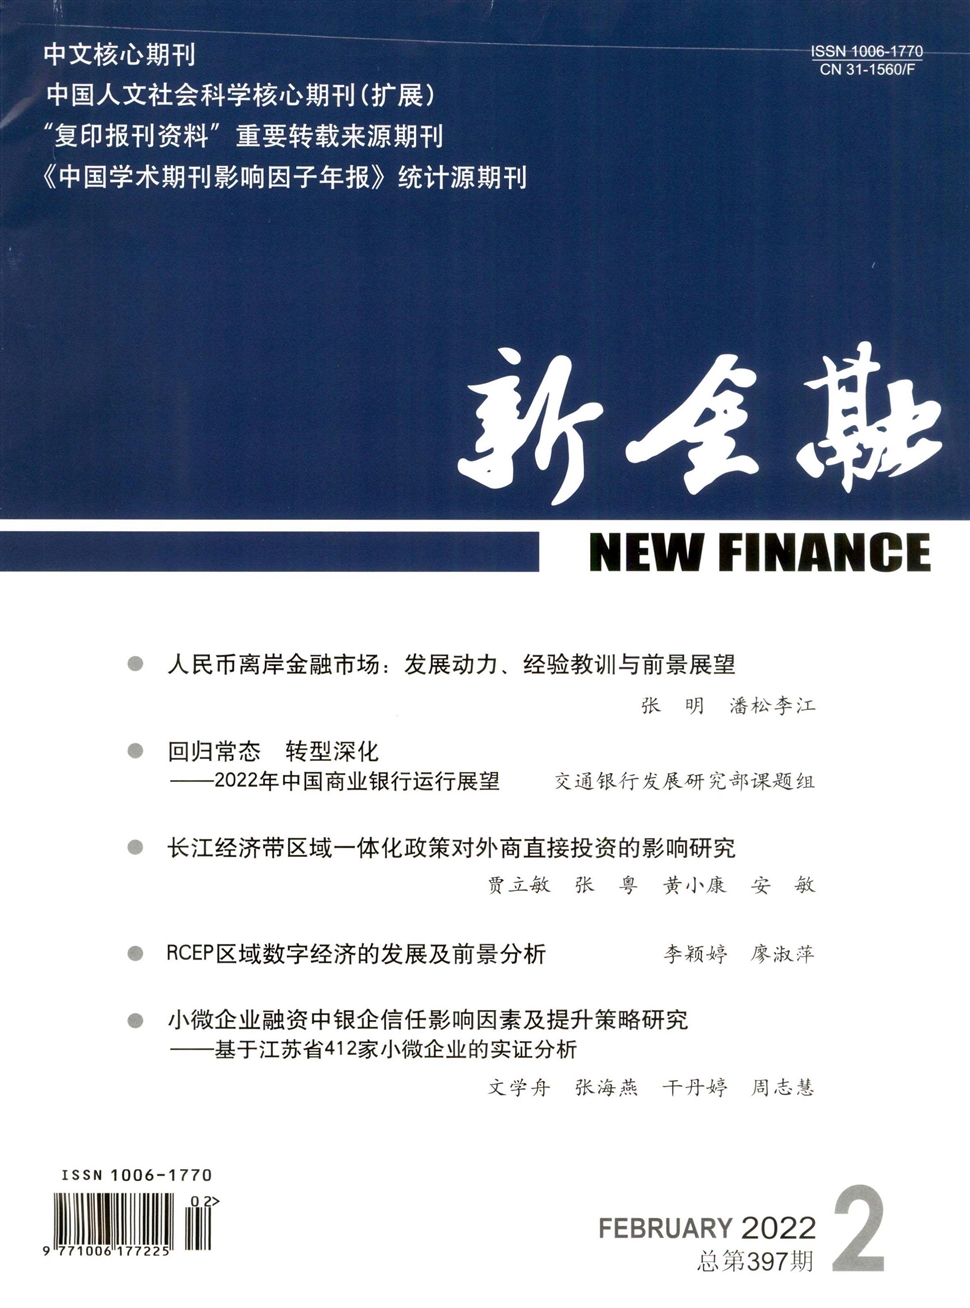 中文核心期刊
中国人文社会科学核心期刊(扩展)
“复印报刊资料”重要转载来源期刊
《中国学术期刊影响因子年报》统计源期刊
ISSN 1006-1770
CN 31-1560/F
新金融
NEW FINANCE
人民币离岸金融市场：发展动力、经验教训与前景展望
张 明 潘松李江
回归常态 转型深化
——2022年中国商业银行运行展望 交通银行发展研究部课题组
长江经济带区域一体化政策对外商直接投资的影响研究
贾立敏 张 粤 黄小康 安 敏
RCEP区域数字经济的发展及前景分析 李颖婷 廖淑萍
小微企业融资中银企信任影响因素及提升策略研究
——基于江苏省412家小微企业的实证分析
文学舟 张海燕 干丹婷 周志慧
ISSN 1006-1770
02>
9 771006 177225
FEBRUARY 2022
总第397期
2